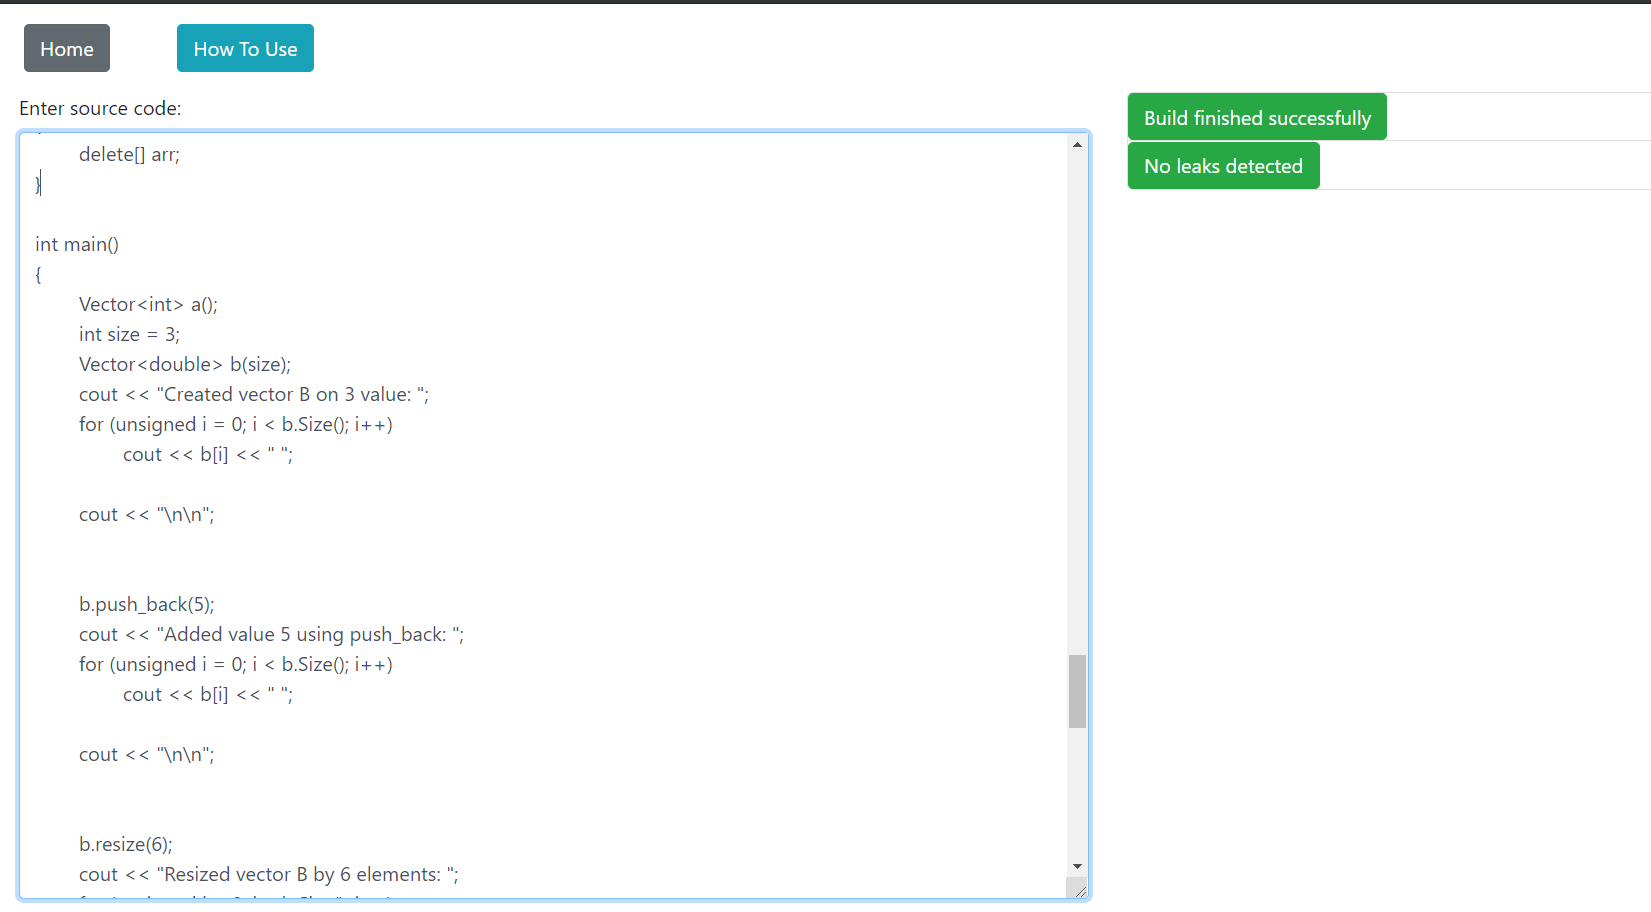 Home
How To Use
Enter source code:
delete[] arr;
}
int main()
{
Vector<int> a();
int size = 3;
Vector<double> b(size);
cout << "Created vector B on 3 value: ";
for (unsigned i = 0; i < b.Size(); i++)
cout << b[i] << " ";
cout << "\n\n";
b.push_back(5);
cout << "Added value 5 using push_back: ";
for (unsigned i = 0; i < b.Size(); i++)
cout << b[i] << " ";
cout << "\n\n";
b.resize(6);
cout << "Resized vector B by 6 elements: ";
Build finished successfully
No leaks detected